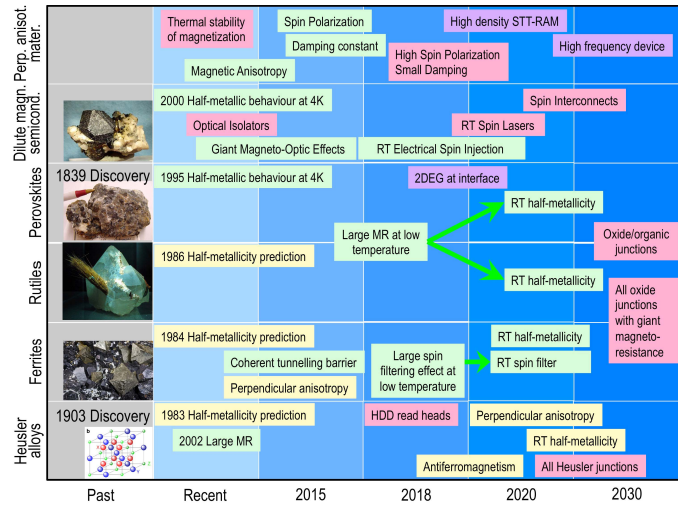 Perp. anisot.
mater.
Thermal stability
of magnetization
Spin Polarization
Damping constant
Magnetic Anisotropy
High density STT-RAM
High Spin Polarization
Small Damping
High frequency device
Dilute magn.
semicond.
2000 Half-metallic behaviour at 4K
Optical Isolators
Giant Magneto-Optic Effects
RT Electrical Spin Injection
RT Spin Lasers
Spin Interconnects
Perovskites
1839 Discovery
1995 Half-metallic behaviour at 4K
2DEG at interface
RT half-metallicity
Large MR at low
temperature
Oxide/organic
junctions
Rutiles
1986 Half-metallicity prediction
RT half-metallicity
All oxide
junctions
with giant
magneto-
resistance
Ferrites
1984 Half-metallicity prediction
Coherent tunnelling barrier
Perpendicular anisotropy
Large spin
filtering effect at
low temperature
RT half-metallicity
RT spin filter
Heusler
alloys
1903 Discovery
b
1983 Half-metallicity prediction
2002 Large MR
HDD read heads
Perpendicular anisotropy
RT half-metallicity
Antiferromagnetism
All Heusler junctions
Past
Recent
2015
2018
2020
2030